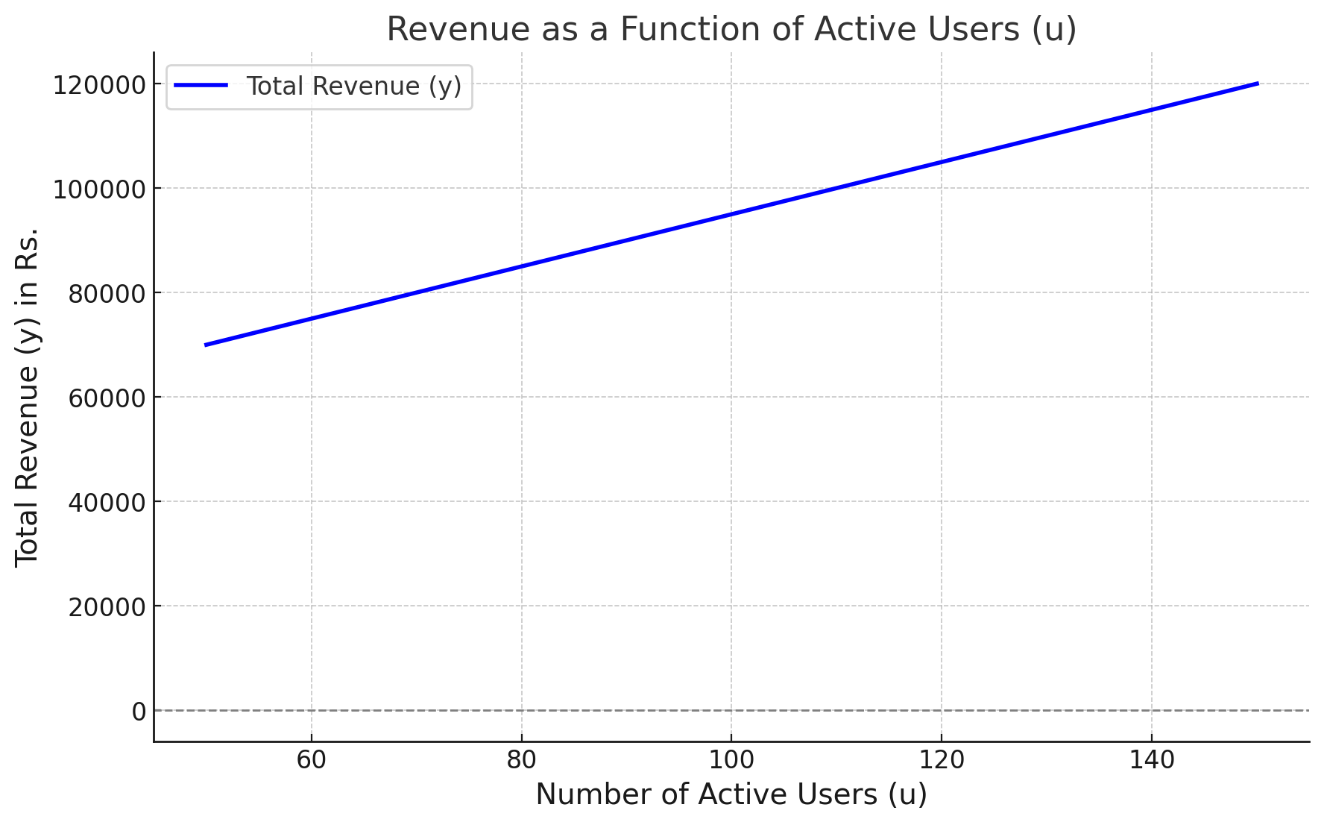 Revenue as a Function of Active Users (u)
Total Revenue (y)
120000
100000
80000
60000
40000
20000
0
Total Revenue (y) in Rs.
60 80 100 120 140
Number of Active Users (u)